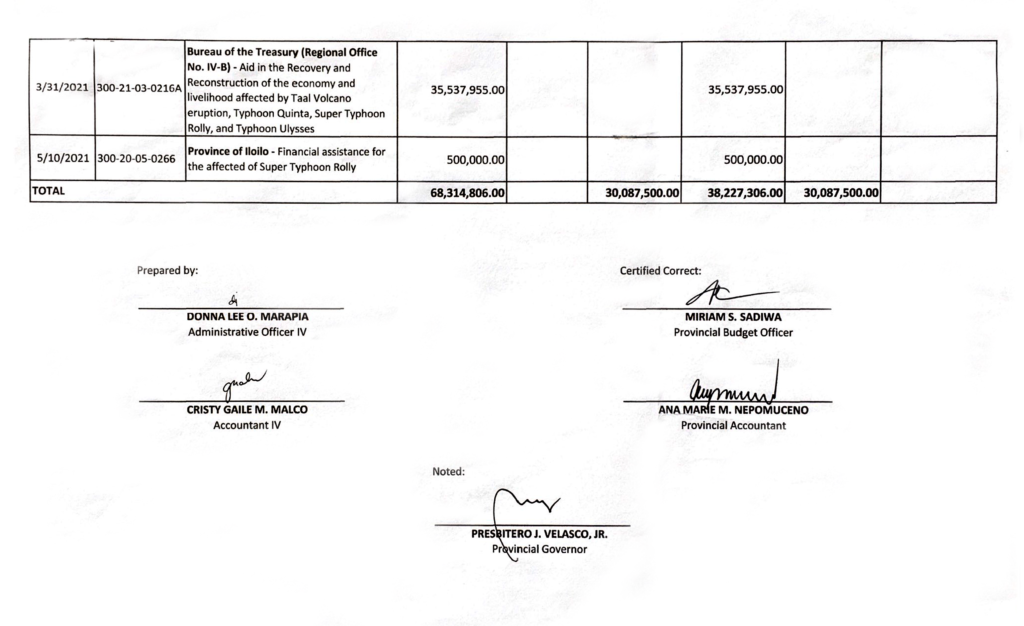 Bureau of the Treasury (Regional Office
No. IV-B) - Aid in the Recovery and
3/31/2021 300-21-03-0216A Reconstruction of the economy and 35,537,955.00 35,537,955.00
livelihood affected by Taal Volcano
eruption, Typhoon Quinta, Super Typhoon
Rolly, and Typhoon Ulysses
5/10/2021 300-20-05-0266 Province of Iloilo - Financial assistance for 500,000.00 500,000.00
the affected of Super Typhoon Rolly
TOTAL 68,314,806.00 30,087,500.00 38,227,306.00 30,087,500.00
Prepared by: Certified Correct:
DONNA LEE O. MARAPIA MIRIAM S. SADIWA
Administrative Officer IV Provincial Budget Officer
CRISTY GAILE M. MALCO ANA MARIE M. NEPOMUCENO
Accountant IV Provincial Accountant
Noted:
PRESBITERO J. VELASCO, JR.
Provincial Governor